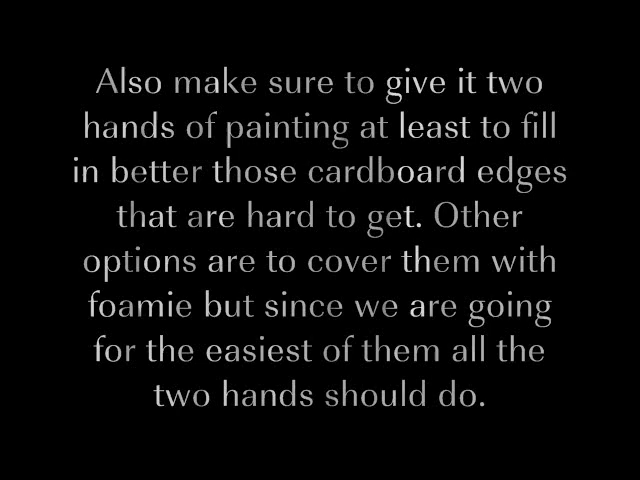 Also make sure to give it two
hands of painting at least to fill
in better those cardboard edges
that are hard to get. Other
options are to cover them with
foamie but since we are going
for the easiest of them all the
two hands should do.